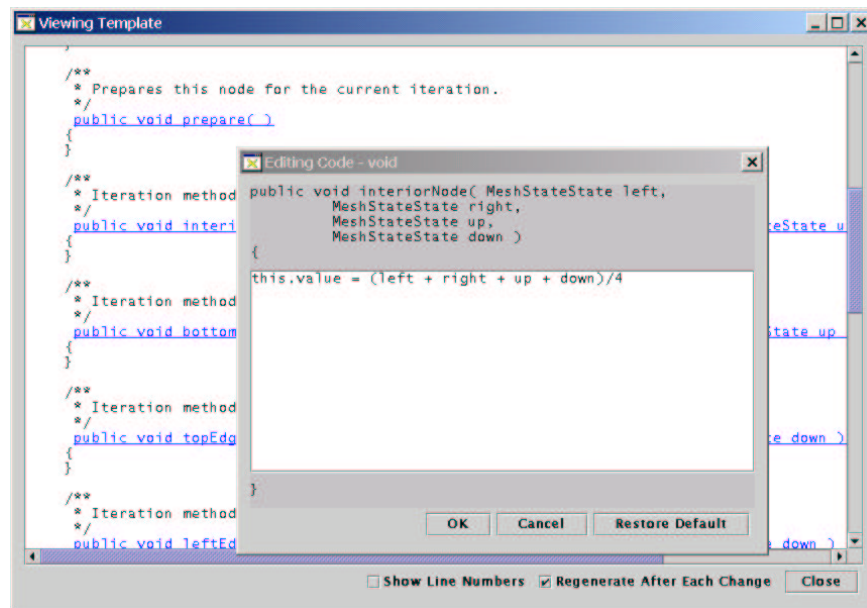 Viewing Template
}
/**
* Prepares this node for the current iteration.
*/
public void prepare( )
{
}
/**
* Iteration method
*/
public void interi
teState u
{
}
/**
* Iteration method
*/
public void bottom
State up
{
}
/**
* Iteration method
*/
public void topEdg
e down )
{
}
/**
* Iteration method
*/
public void leftEd
down )
Editing Code - void
public void interiorNode( MeshStateState left,
MeshStateState right,
MeshStateState up,
MeshStateState down )
{
this.value = (left + right + up + down)/4
}
OK Cancel Restore Default
Show Line Numbers Regenerate After Each Change Close